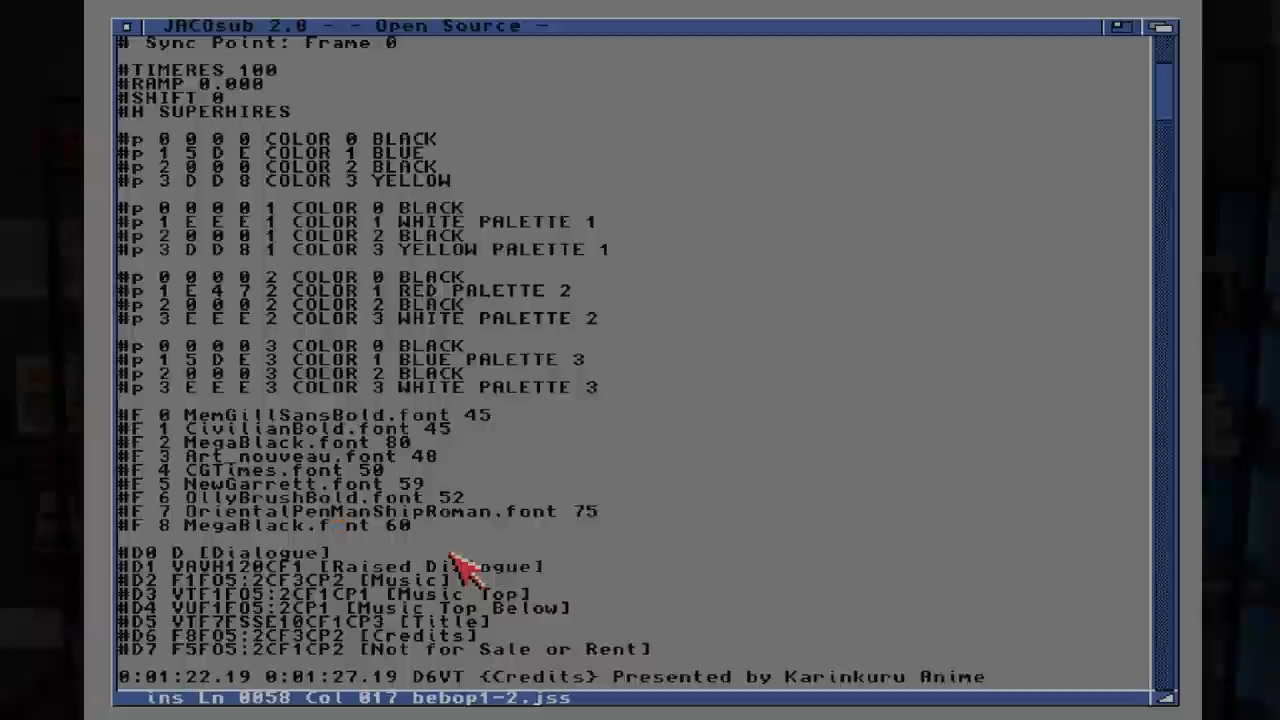 JACOsub 2.0 - - Open Source -
# Sync Point: Frame 0
#TIMERES 100
#RAMP 0.000
#SHIFT 0
#H SUPERHIRES
#p 0 0 0 0 COLOR 0 BLACK
#p 1 5 D E COLOR 1 BLUE
#p 2 0 0 0 COLOR 2 BLACK
#p 3 D D 8 COLOR 3 YELLOW
#p 0 0 0 0 1 COLOR 0 BLACK
#p 1 E E E 1 COLOR 1 WHITE PALETTE 1
#p 2 0 0 0 1 COLOR 2 BLACK
#p 3 D D 8 1 COLOR 3 YELLOW PALETTE 1
#p 0 0 0 0 2 COLOR 0 BLACK
#p 1 E 4 7 2 COLOR 1 RED PALETTE 2
#p 2 0 0 0 2 COLOR 2 BLACK
#p 3 E E E 2 COLOR 3 WHITE PALETTE 2
#p 0 0 0 0 3 COLOR 0 BLACK
#p 1 5 D E 3 COLOR 1 BLUE PALETTE 3
#p 2 0 0 0 3 COLOR 2 BLACK
#p 3 E E E 3 COLOR 3 WHITE PALETTE 3
#F 0 MemGillSansBold.font 45
#F 1 CivilianBold.font 45
#F 2 MegaBlack.font 80
#F 3 Art_nouveau.font 48
#F 4 CGTimes.font 50
#F 5 NewGarrett.font 59
#F 6 OllyBrushBold.font 52
#F 7 OrientalPenManShipRoman.font 75
#F 8 MegaBlack.font 60
#D0 D [Dialogue]
#D1 VAVH120CF1 [Raised Dialogue]
#D2 F1FO5:2CF3CP2 [Music]
#D3 VTF1FO5:2CF1CP1 [Music Top]
#D4 VUF1FO5:2CP1 [Music Top Below]
#D5 VTF7FSSE10CF1CP3 [Title]
#D6 F8FO5:2CF3CP2 [Credits]
#D7 F5FO5:2CF1CP2 [Not for Sale or Rent]
0:01:22.19 0:01:27.19 D6VT {Credits} Presented by Karinkuru Anime
ins Ln 0058 Col 017 bebop1-2.jss